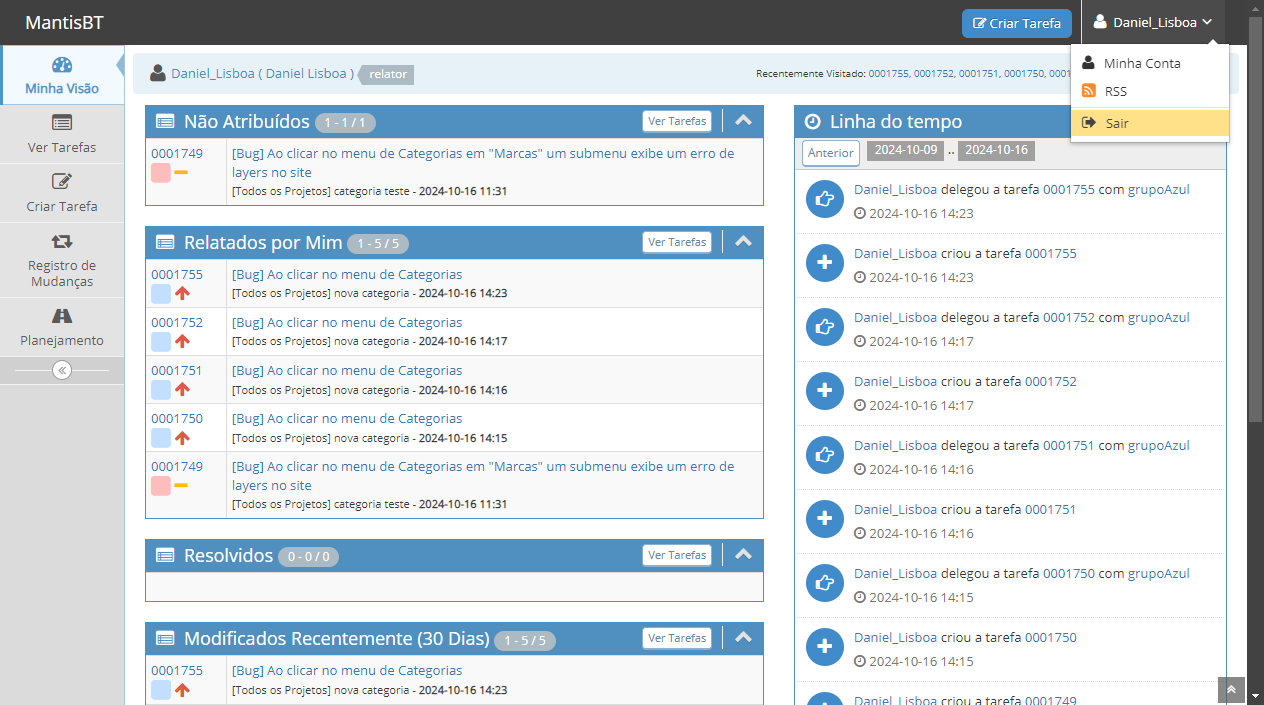 MantisBT
Criar Tarefa
Daniel_Lisboa
Minha Conta
RSS
Sair
Minha Visão
Ver Tarefas
Criar Tarefa
Registro de
Mudanças
Planejamento
Daniel_Lisboa ( Daniel Lisboa ) relator
Recentemente Visitado: 0001755, 0001752, 0001751, 0001750,
Não Atribuídos 1 - 1 / 1 Ver Tarefas
0001749 [Bug] Ao clicar no menu de Categorias em "Marcas" um submenu exibe um erro de
layers no site
[Todos os Projetos] categoria teste - 2024-10-16 11:31
Relatados por Mim 1 - 5 / 5 Ver Tarefas
0001755 [Bug] Ao clicar no menu de Categorias
[Todos os Projetos] nova categoria - 2024-10-16 14:23
0001752 [Bug] Ao clicar no menu de Categorias
[Todos os Projetos] nova categoria - 2024-10-16 14:17
0001751 [Bug] Ao clicar no menu de Categorias
[Todos os Projetos] nova categoria - 2024-10-16 14:16
0001750 [Bug] Ao clicar no menu de Categorias
[Todos os Projetos] nova categoria - 2024-10-16 14:15
0001749 [Bug] Ao clicar no menu de Categorias em "Marcas" um submenu exibe um erro de
layers no site
[Todos os Projetos] categoria teste - 2024-10-16 11:31
Resolvidos 0 - 0 / 0 Ver Tarefas
Modificados Recentemente (30 Dias) 1 - 5 / 5 Ver Tarefas
0001755 [Bug] Ao clicar no menu de Categorias
[Todos os Projetos] nova categoria - 2024-10-16 14:23
Linha do tempo
Anterior 2024-10-09 .. 2024-10-16
Daniel_Lisboa delegou a tarefa 0001755 com grupoAzul
2024-10-16 14:23
Daniel_Lisboa criou a tarefa 0001755
2024-10-16 14:23
Daniel_Lisboa delegou a tarefa 0001752 com grupoAzul
2024-10-16 14:17
Daniel_Lisboa criou a tarefa 0001752
2024-10-16 14:17
Daniel_Lisboa delegou a tarefa 0001751 com grupoAzul
2024-10-16 14:16
Daniel_Lisboa criou a tarefa 0001751
2024-10-16 14:16
Daniel_Lisboa delegou a tarefa 0001750 com grupoAzul
2024-10-16 14:15
Daniel_Lisboa criou a tarefa 0001750
2024-10-16 14:15
Daniel_Lisboa criou a tarefa 0001749